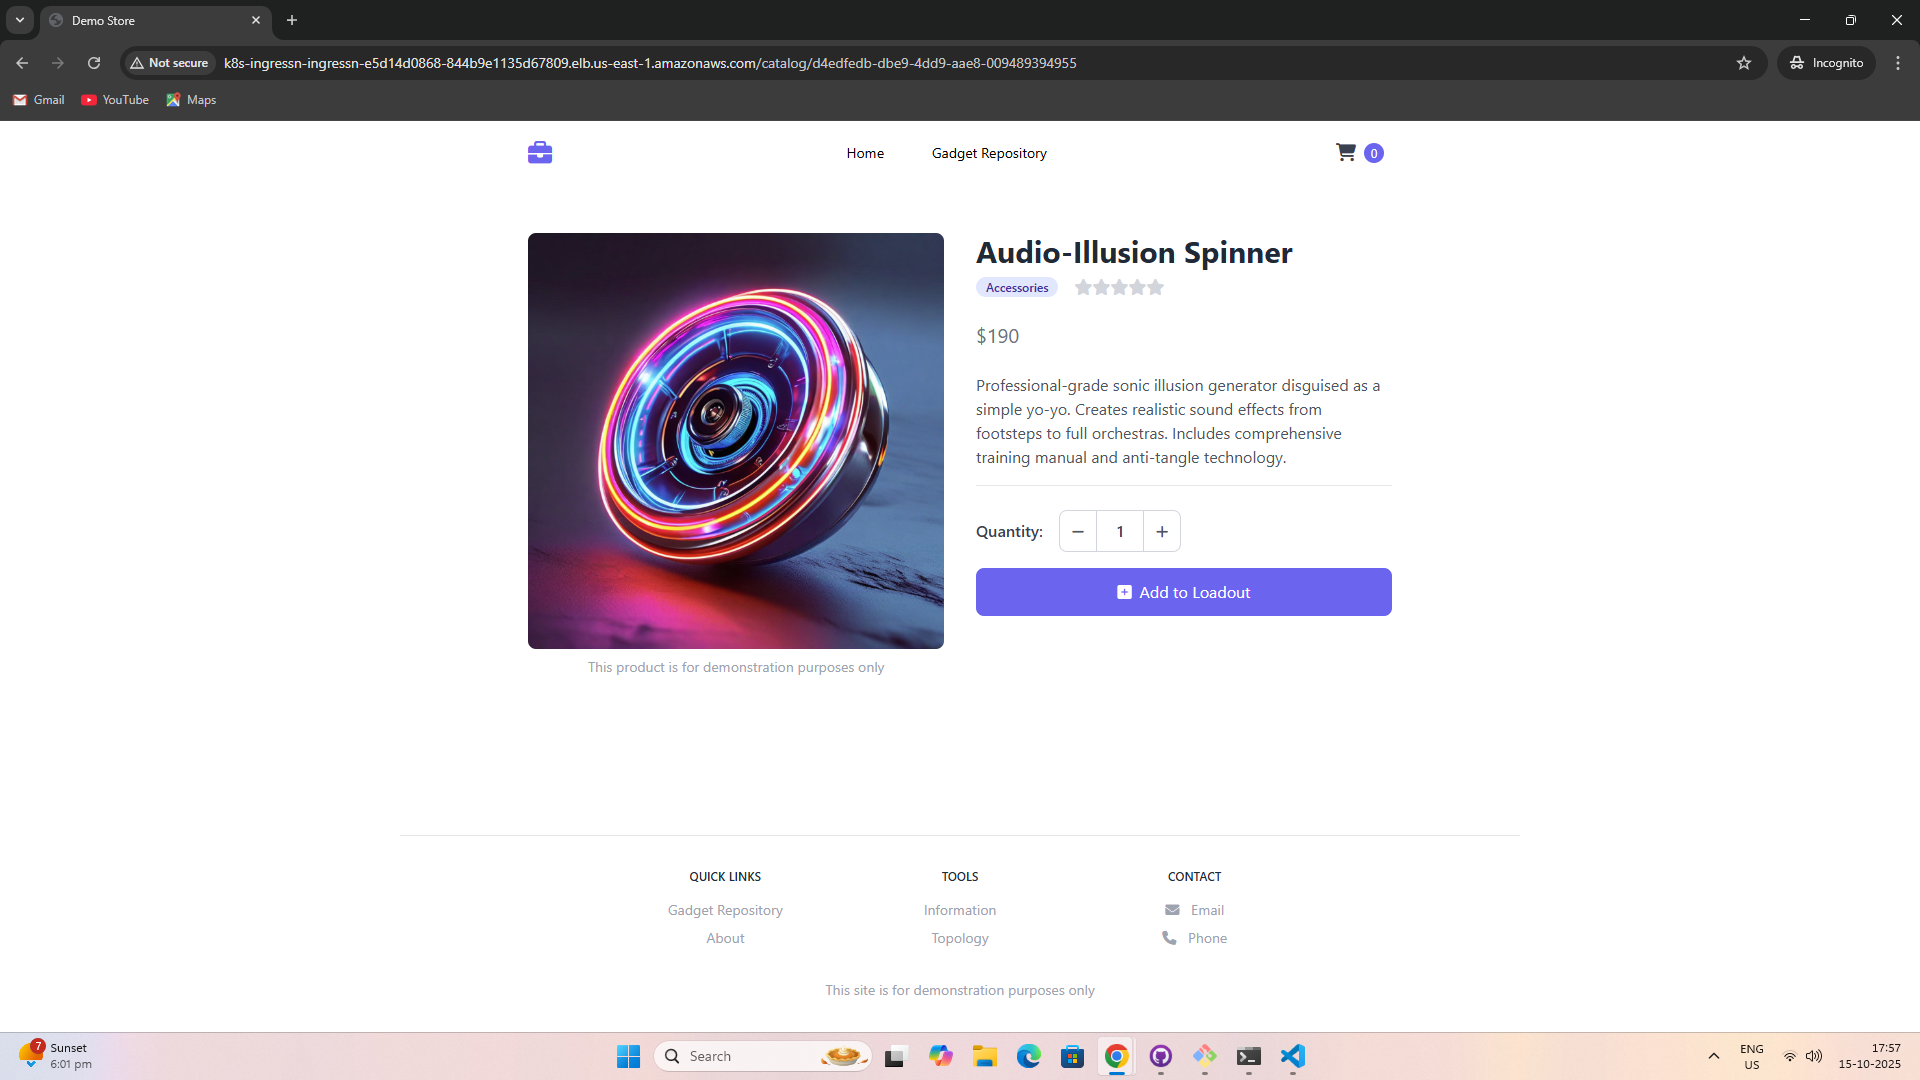 Demo Store
Not secure
k8s-ingressn-ingressn-e5d14d0868-844b9e1135d67809.elb.us-east-1.amazonaws.com/catalog/d4edfedb-dbe9-4dd9-aae8-009489394955
Incognito
Gmail
YouTube
Maps
Home
Gadget Repository
0
Audio-Illusion Spinner
Accessories
$190
Professional-grade sonic illusion generator disguised as a
simple yo-yo. Creates realistic sound effects from
footsteps to full orchestras. Includes comprehensive
training manual and anti-tangle technology.
Quantity:
1
Add to Loadout
This product is for demonstration purposes only
QUICK LINKS
Gadget Repository
About
TOOLS
Information
Topology
CONTACT
Email
Phone
This site is for demonstration purposes only
7
Sunset
6:01 pm
Search
ENG
US
17:57
15-10-2025